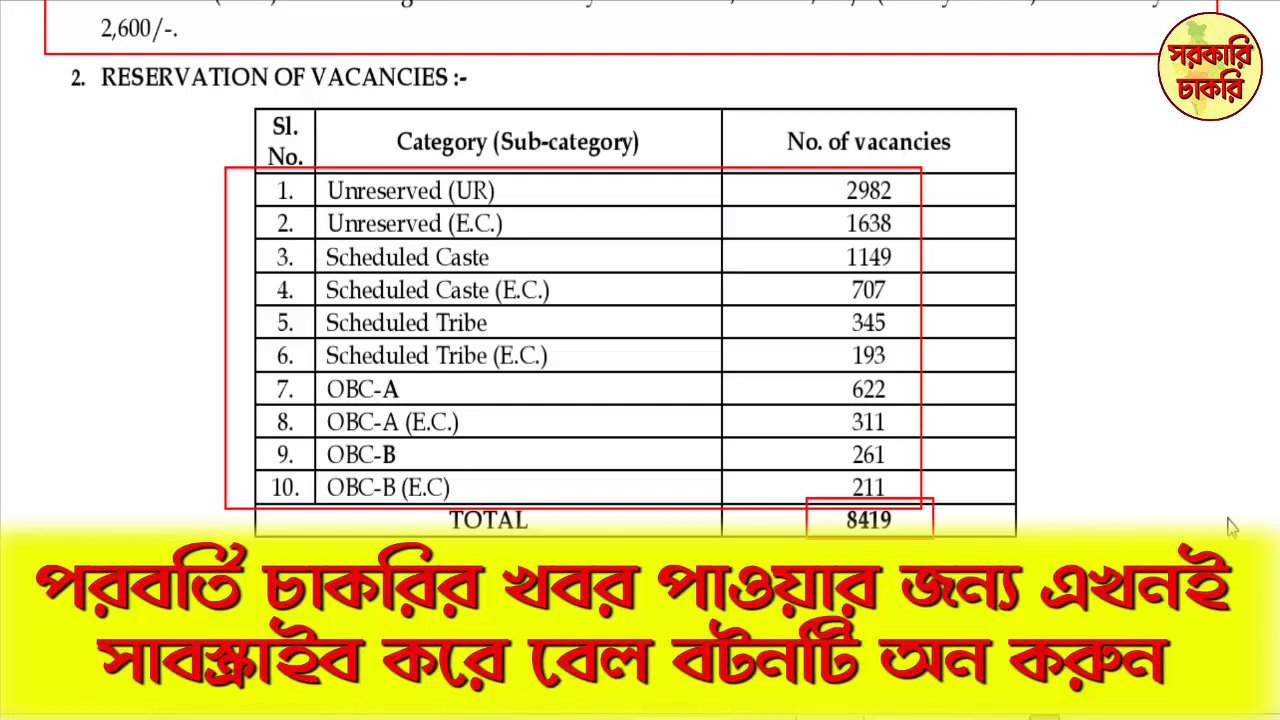 2,600/-.
সরকারি
চাকরি
2. RESERVATION OF VACANCIES :-
Sl. No. Category (Sub-category) No. of vacancies
1. Unreserved (UR) 2982
2. Unreserved (E.C.) 1638
3. Scheduled Caste 1149
4. Scheduled Caste (E.C.) 707
5. Scheduled Tribe 345
6. Scheduled Tribe (E.C.) 193
7. OBC-A 622
8. OBC-A (E.C.) 311
9. OBC-B 261
10. OBC-B (E.C) 211
TOTAL 8419
পরবর্তি চাকরির খবর পাওয়ার জন্য এখনই
সাবস্ক্রাইব করে বেল বটনটি অন করুন